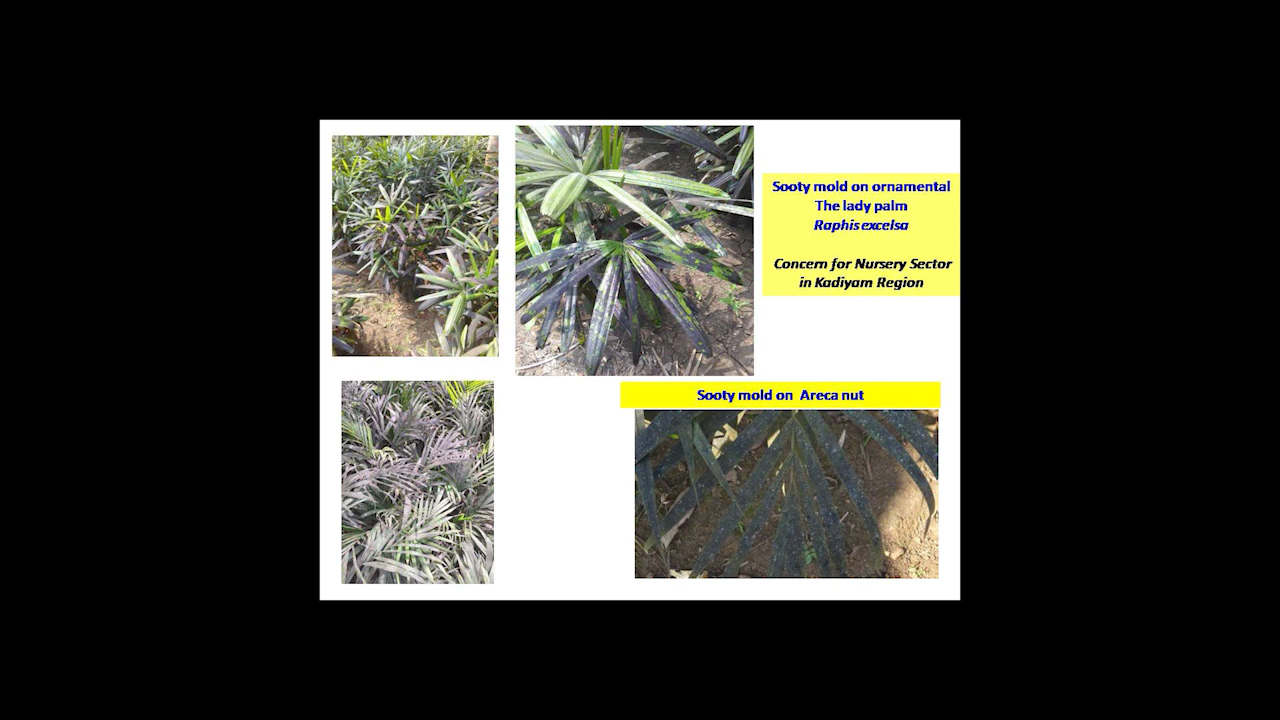 Sooty mold on ornamental
The lady palm
Raphis excelsa
Concern for Nursery Sector
in Kadiyam Region
Sooty mold on Areca nut